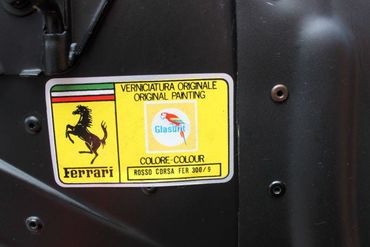 VERNICIATURA ORIGINALE
ORIGINAL PAINTING
Glasurit
COLORE-COLOUR
ROSSO CORSA FER 300/9
Ferrari